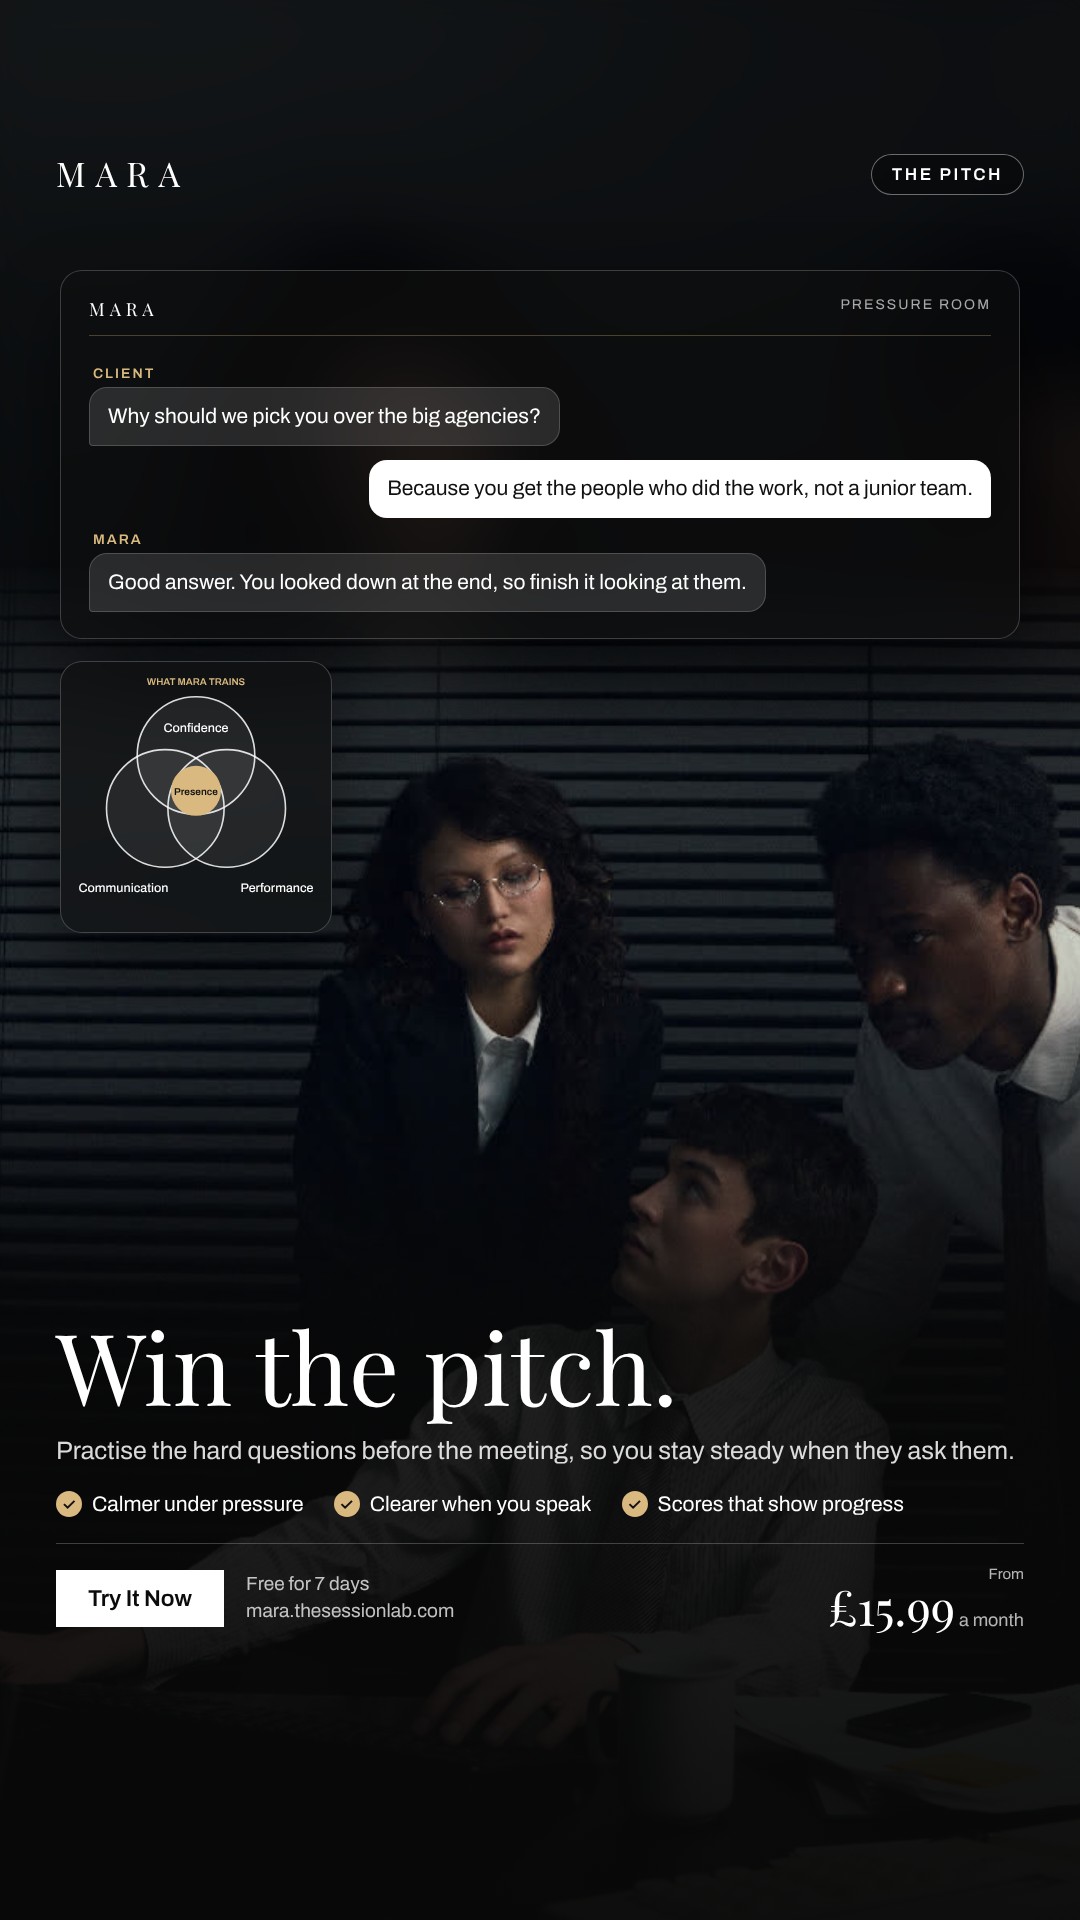 MARA
THE PITCH
MARA
PRESSURE ROOM
CLIENT
Why should we pick you over the big agencies?
Because you get the people who did the work, not a junior team.
MARA
Good answer. You looked down at the end, so finish it looking at them.
WHAT MARA TRAINS
Confidence
Presence
Communication
Performance
Win the pitch.
Practise the hard questions before the meeting, so you stay steady when they ask them.
Calmer under pressure
Clearer when you speak
Scores that show progress
Try It Now
Free for 7 days
mara.thesessionlab.com
From
£15.99 a month